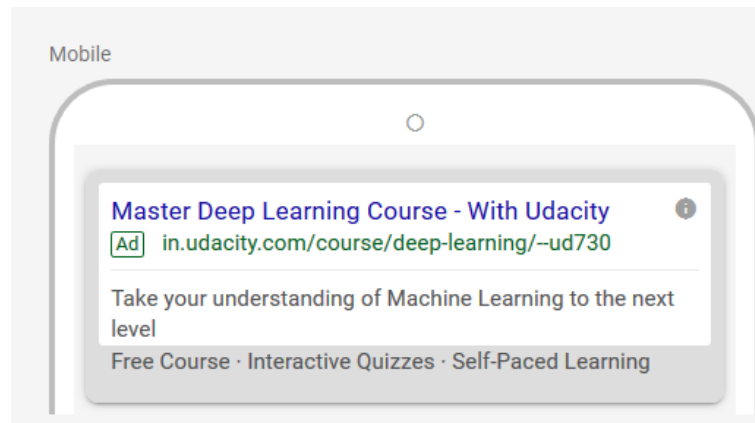 Mobile
Master Deep Learning Course - With Udacity
Ad in.udacity.com/course/deep-learning/--ud730
Take your understanding of Machine Learning to the next
level
Free Course · Interactive Quizzes · Self-Paced Learning